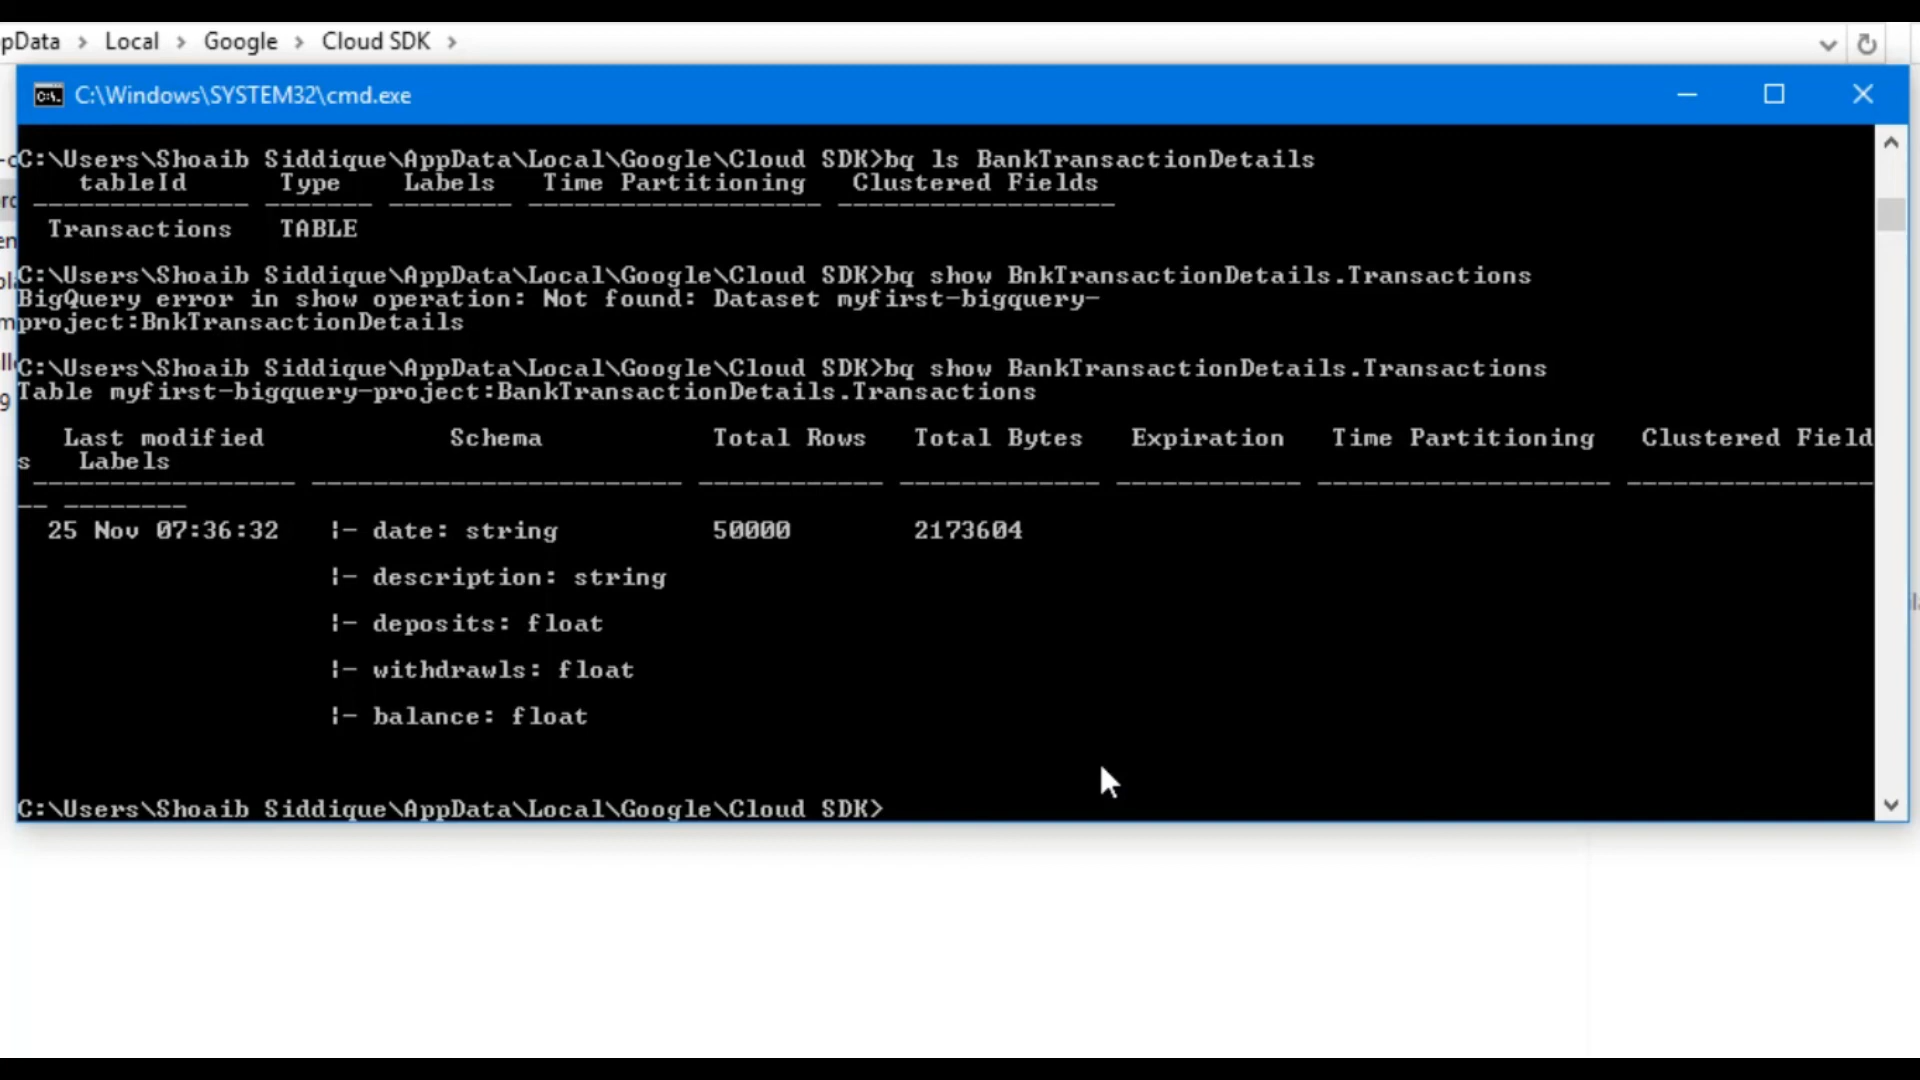 pData > Local > Google > Cloud SDK >
C:\Windows\SYSTEM32\cmd.exe
C:\Users\Shoaib Siddique\AppData\Local\Google\Cloud SDK>bq ls BankTransactionDetails
tableId Type Labels Time Partitioning Clustered Fields
-------------- ------- -------- ------------------- ------------------
Transactions TABLE
C:\Users\Shoaib Siddique\AppData\Local\Google\Cloud SDK>bq show BnkTransactionDetails.Transactions
BigQuery error in show operation: Not found: Dataset myfirst-bigquery-
project:BnkTransactionDetails
C:\Users\Shoaib Siddique\AppData\Local\Google\Cloud SDK>bq show BankTransactionDetails.Transactions
Table myfirst-bigquery-project:BankTransactionDetails.Transactions
Last modified Schema Total Rows Total Bytes Expiration Time Partitioning Clustered Field
s Labels
----------------- ------------------------ ------------ ------------- ------------ ------------------- ----------------
-- --------
25 Nov 07:36:32 |- date: string 50000 2173604
|- description: string
|- deposits: float
|- withdrawls: float
|- balance: float
C:\Users\Shoaib Siddique\AppData\Local\Google\Cloud SDK>